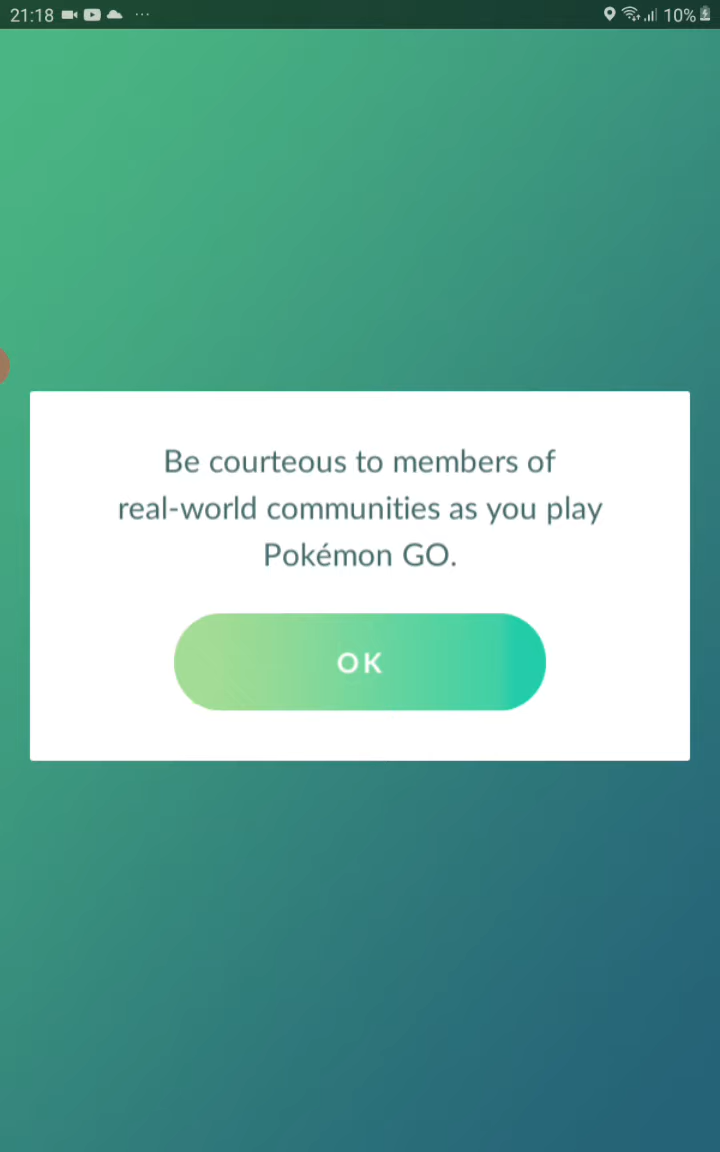 21:18 ... 10%
Be courteous to members of
real-world communities as you play
Pokémon GO.
OK